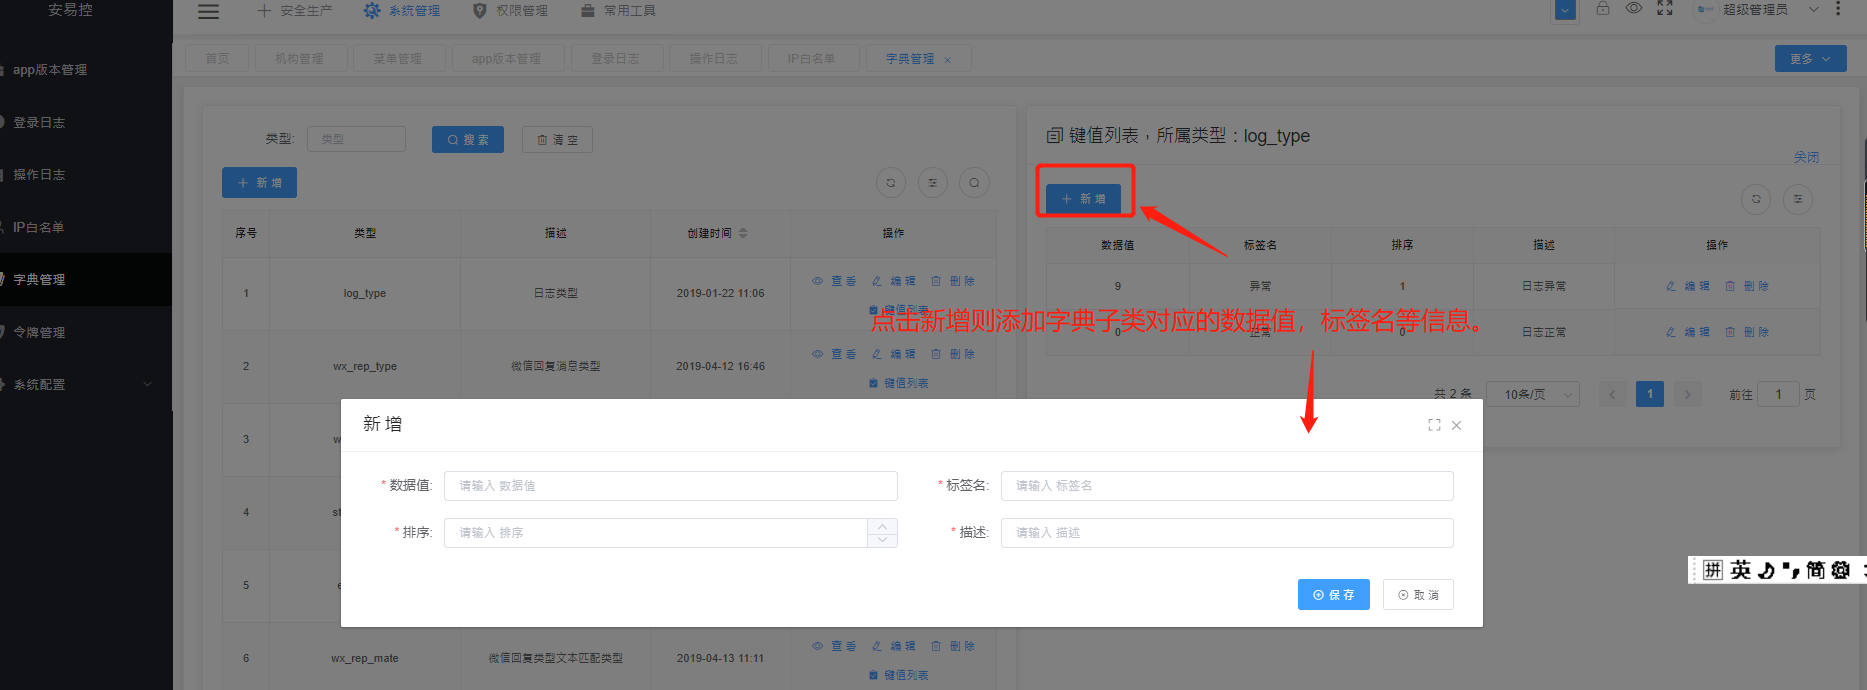 安易控
安全生产 系统管理 权限管理 常用工具 超级管理员
首页 机构管理 菜单管理 app版本管理 登录日志 操作日志 IP白名单 字典管理 × 更多
app版本管理
登录日志
操作日志
IP白名单
字典管理
令牌管理
系统配置
类型: 类型 搜 索 清 空
新 增
序号 类型 描述 创建时间 操作
1 log_type 日志类型 2019-01-22 11:06 查 看 编 辑 删 除
键值列表
2 wx_rep_type 微信回复消息类型 2019-04-12 16:46 查 看 编 辑 删 除
键值列表
3 w
4 st
5 e
6 wx_rep_mate 微信回复类型文本匹配类型 2019-04-13 11:11 查 看 编 辑 删 除
键值列表
键值列表，所属类型：log_type
关闭
新 增
数据值 标签名 排序 描述 操作
9 异常 1 日志异常 编 辑 删 除
点击新增则添加字典子类对应的数据值，标签名等信息。
0 正常 0 日志正常 编 辑 删 除
共 2 条 10条/页 1 前往 1 页
新 增
* 数据值: 请输入 数据值 * 标签名: 请输入 标签名
* 排序: 请输入 排序 * 描述: 请输入 描述
保 存 取 消
拼 英 简